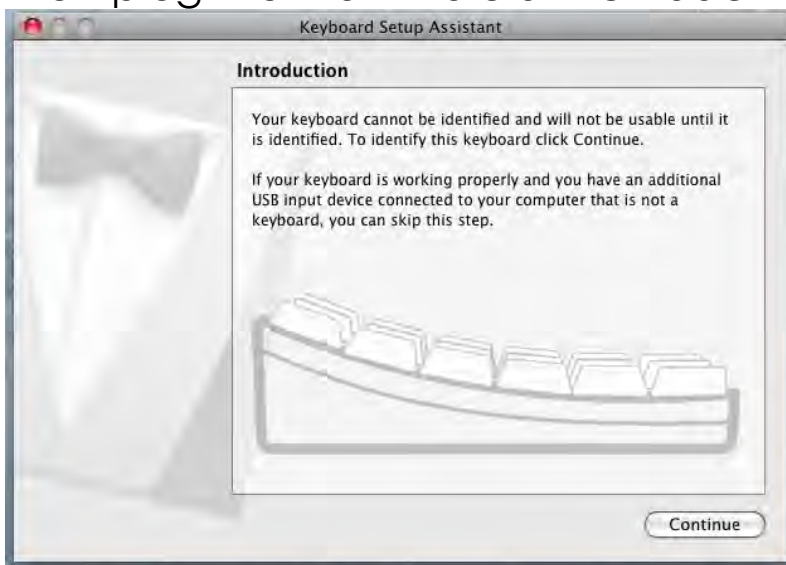 Keyboard Setup Assistant
Introduction
Your keyboard cannot be identified and will not be usable until it
is identified. To identify this keyboard click Continue.
If your keyboard is working properly and you have an additional
USB input device connected to your computer that is not a
keyboard, you can skip this step.
Continue